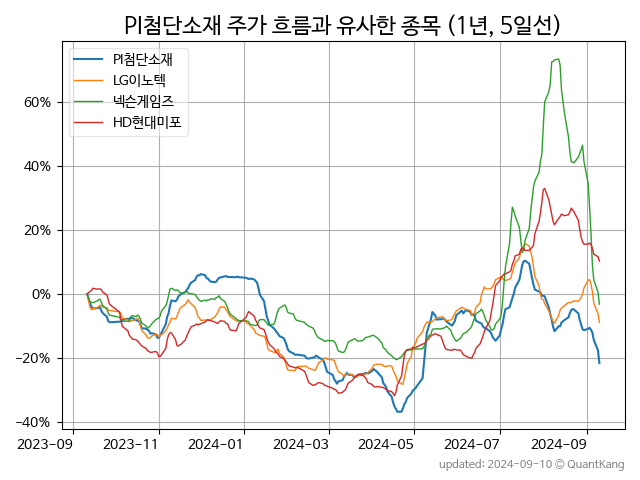 PI첨단소재 주가 흐름과 유사한 종목 (1년, 5일선)
PI첨단소재
LG이노텍
넥슨게임즈
HD현대미포
60%
40%
20%
0%
−20%
−40%
2023-09 2023-11 2024-01 2024-03 2024-05 2024-07 2024-09
updated: 2024-09-10 © QuantKang